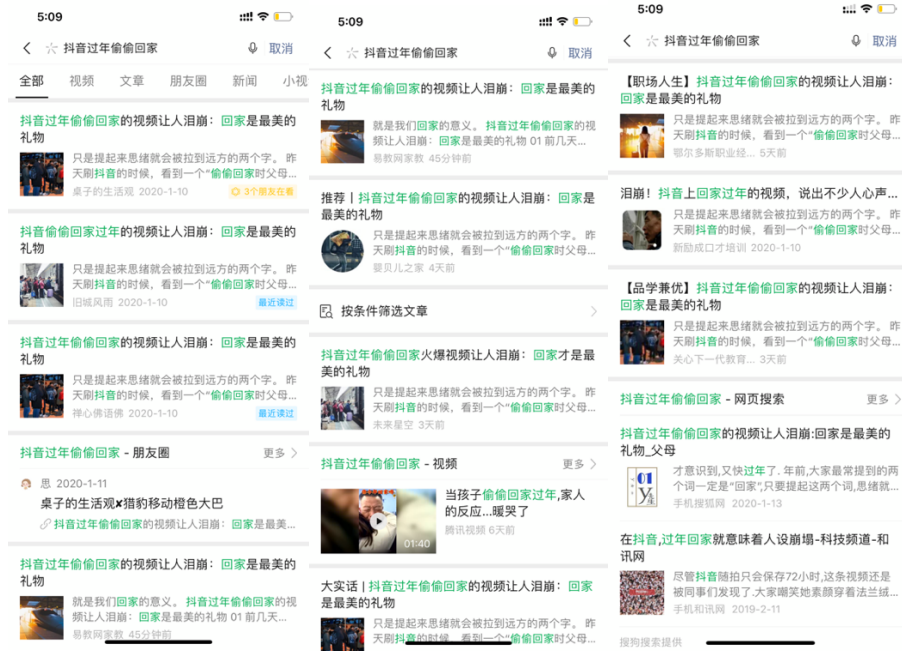 5:09
抖音过年偷偷回家
取消
全部 视频 文章 朋友圈 新闻 小视
抖音过年偷偷回家的视频让人泪崩：回家是最美的
礼物
只是提起来思绪就会被拉到远方的两个字。 昨
天刷抖音的时候，看到一个“偷偷回家时父母...
桌子的生活观 2020-1-10
3个朋友在看
抖音偷偷回家过年的视频让人泪崩：回家是最美的
礼物
只是提起来思绪就会被拉到远方的两个字。 昨
天刷抖音的时候，看到一个“偷偷回家时父母...
旧城风雨 2020-1-10
最近读过
抖音过年偷偷回家的视频让人泪崩：回家是最美的
礼物
只是提起来思绪就会被拉到远方的两个字。 昨
天刷抖音的时候，看到一个“偷偷回家时父母...
禅心佛语佛 2020-1-10
最近读过
抖音过年偷偷回家 - 朋友圈
更多
思 2020-1-11
桌子的生活观✘猎豹移动橙色大巴
抖音过年偷偷回家的视频让人泪崩：回家是最美...
抖音过年偷偷回家的视频让人泪崩：回家是最美的
礼物
就是我们回家的意义。 抖音过年偷偷回家的视
频让人泪崩：回家是最美的礼物 01 前几天...
易教网家教 45分钟前
5:09
抖音过年偷偷回家
取消
抖音过年偷偷回家的视频让人泪崩：回家是最美的
礼物
就是我们回家的意义。 抖音过年偷偷回家的视
频让人泪崩：回家是最美的礼物 01 前几天...
易教网家教 45分钟前
推荐丨抖音过年偷偷回家的视频让人泪崩：回家是
最美的礼物
只是提起来思绪就会被拉到远方的两个字。 昨
天刷抖音的时候，看到一个“偷偷回家时父母...
婴贝儿之家 4天前
按条件筛选文章
抖音过年偷偷回家火爆视频让人泪崩：回家才是最
美的礼物
只是提起来思绪就会被拉到远方的两个字。 昨
天刷抖音的时候，看到一个“偷偷回家时父母...
未来星空 3天前
抖音过年偷偷回家 - 视频
更多
当孩子偷偷回家过年,家人
的反应...暖哭了
01:40
腾讯视频 6天前
大实话 | 抖音过年偷偷回家的视频让人泪崩：回家
是最美的礼物
只是提起来思绪就会被拉到远方的两个字。 昨
天刷抖音的时候，看到一个“偷偷回家时父母...
5:09
抖音过年偷偷回家
取消
【职场人生】抖音过年偷偷回家的视频让人泪崩：
回家是最美的礼物
只是提起来思绪就会被拉到远方的两个字。 昨
天刷抖音的时候，看到一个“偷偷回家时父母...
鄂尔多斯职业经... 5天前
泪崩！抖音上回家过年的视频，说出不少人心声...
只是提起来思绪就会被拉到远方的两个字。 昨
天刷抖音的时候，看到一个“偷偷回家时父母...
新励成口才培训 2020-1-10
【品学兼优】抖音过年偷偷回家的视频让人泪崩：
回家是最美的礼物
只是提起来思绪就会被拉到远方的两个字。 昨
天刷抖音的时候，看到一个“偷偷回家时父母...
关心下一代教育... 3天前
抖音过年偷偷回家 - 网页搜索
更多
抖音过年偷偷回家的视频让人泪崩:回家是最美的
礼物_父母
01
才意识到,又快过年了. 年前,大家最常提到的两
个词一定是“回家”,只要提起这两个词,思绪就...
手机搜狐网 2020-1-13
在抖音,过年回家就意味着人设崩塌-科技频道-和
讯网
尽管抖音随拍只会保存72小时,这条视频还是
被同事们发现了.大家嘲笑她素颜穿着法兰绒...
手机和讯网 2019-2-11
搜狗搜索提供